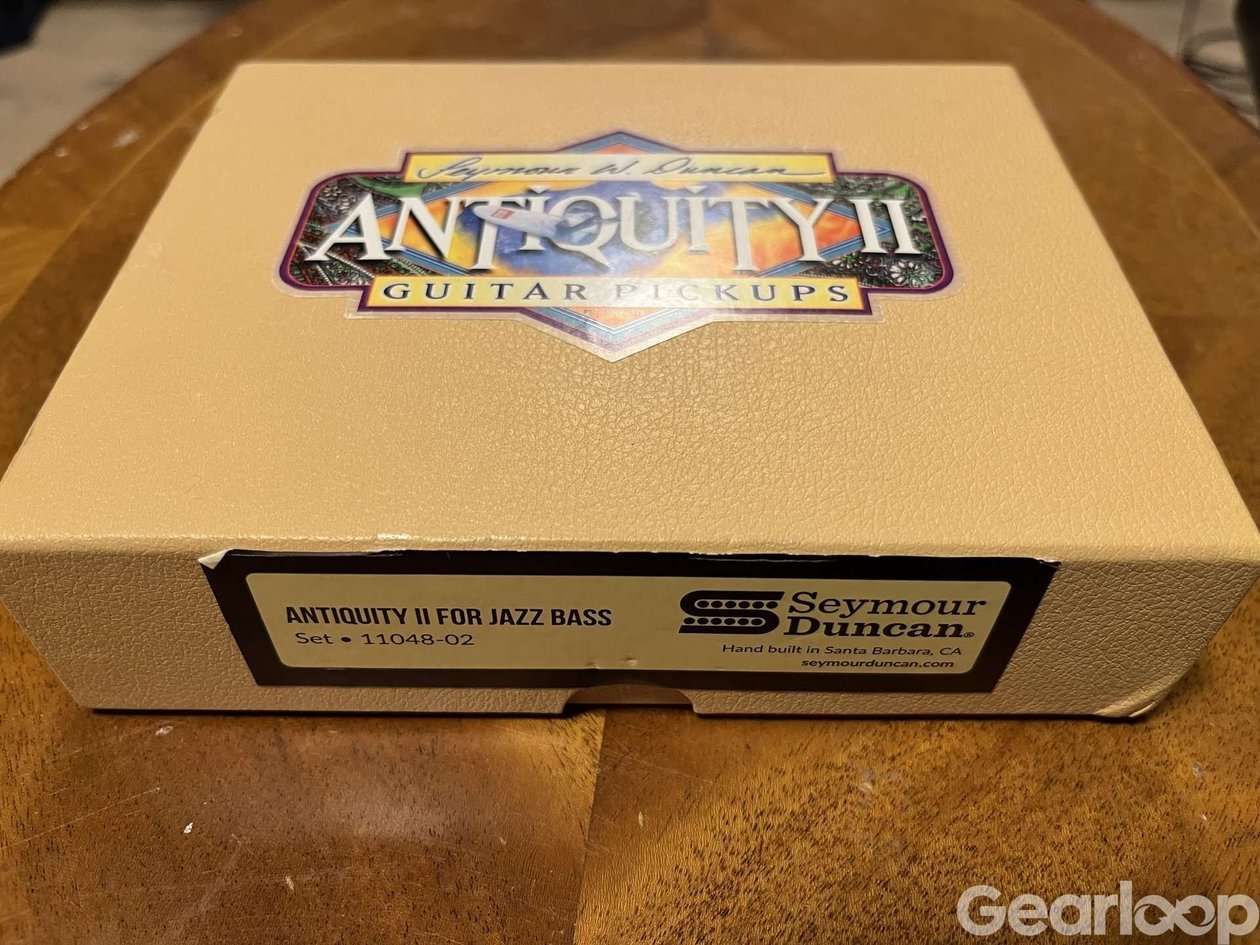 Seymour W. Duncan
ANTIQUITY II
GUITAR PICKUPS
ANTIQUITY II FOR JAZZ BASS
Set • 11048-02
Seymour
Duncan®
Hand built in Santa Barbara, CA
seymourduncan.com
Gearloop